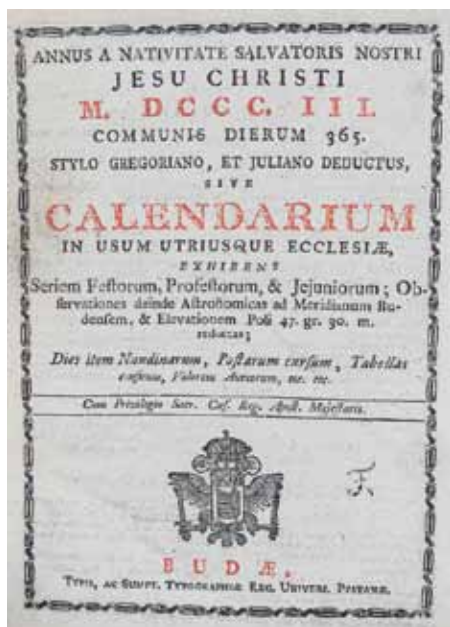 ANNUS A NATIVITATE SALVATORIS NOSTRI
JESU CHRISTI
M. DCCC. III.
COMMUNIS DIERUM 365.
STYLO GREGORIANO, ET JULIANO DEDUCTUS,
SIVE
CALENDARIUM
IN USUM UTRIUSQUE ECCLESIÆ,
EXHIBENS
Seriem Festorum, Profestorum, & Jejuniorum; Ob-
servationes deinde Astronomicas ad Meridianum Bu-
densem, & Elevationem Poli 47. gr. 30. m.
reductas;
Dies item Nundinarum, Postarum cursum, Tabellas
Valorem etc. etc.
Cum Privilegio Sacr. Cæs. Reg. Apost. Majestatis.
F.
BUDÆ,
TYPIS, AC SUMPT. TYPOGRAPHIÆ REG. UNIVERS. PESTANÆ.